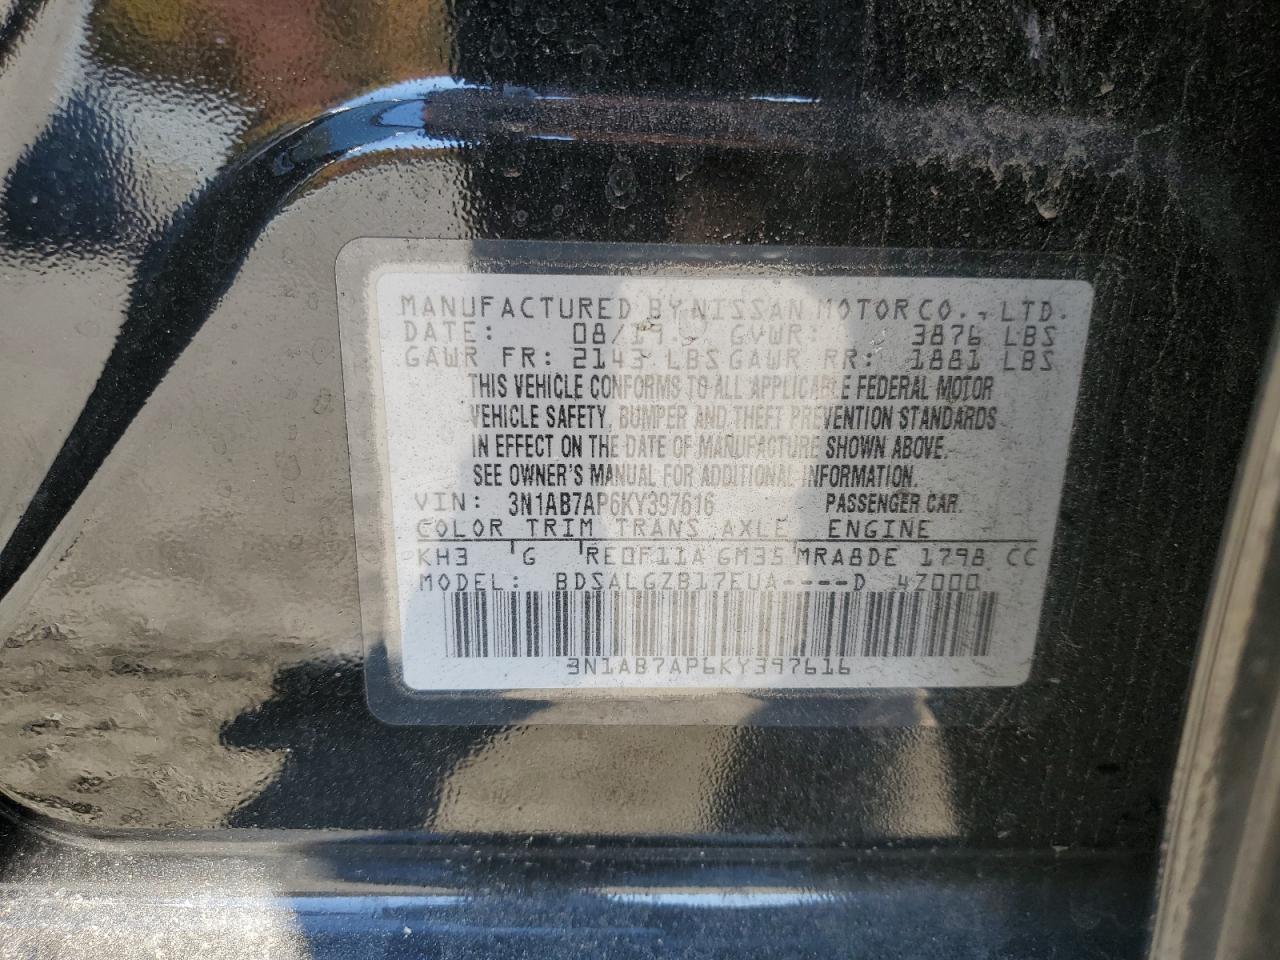 MANUFACTURED BY NISSAN MOTOR CO., LTD.
DATE: 08/19 GVWR: 3876 LBS
GAWR FR: 2143 LBS GAWR RR: 1881 LBS
THIS VEHICLE CONFORMS TO ALL APPLICABLE FEDERAL MOTOR
VEHICLE SAFETY, BUMPER AND THEFT PREVENTION STANDARDS
IN EFFECT ON THE DATE OF MANUFACTURE SHOWN ABOVE.
SEE OWNER'S MANUAL FOR ADDITIONAL INFORMATION.
VIN: 3N1AB7AP6KY397616 PASSENGER CAR.
COLOR TRIM TRANS AXLE ENGINE
KH3 G RE0F11A GM35 MRA8DE 1798 CC
MODEL: BDSALGZB17EUA----D 4Z000
3N1AB7AP6KY397616